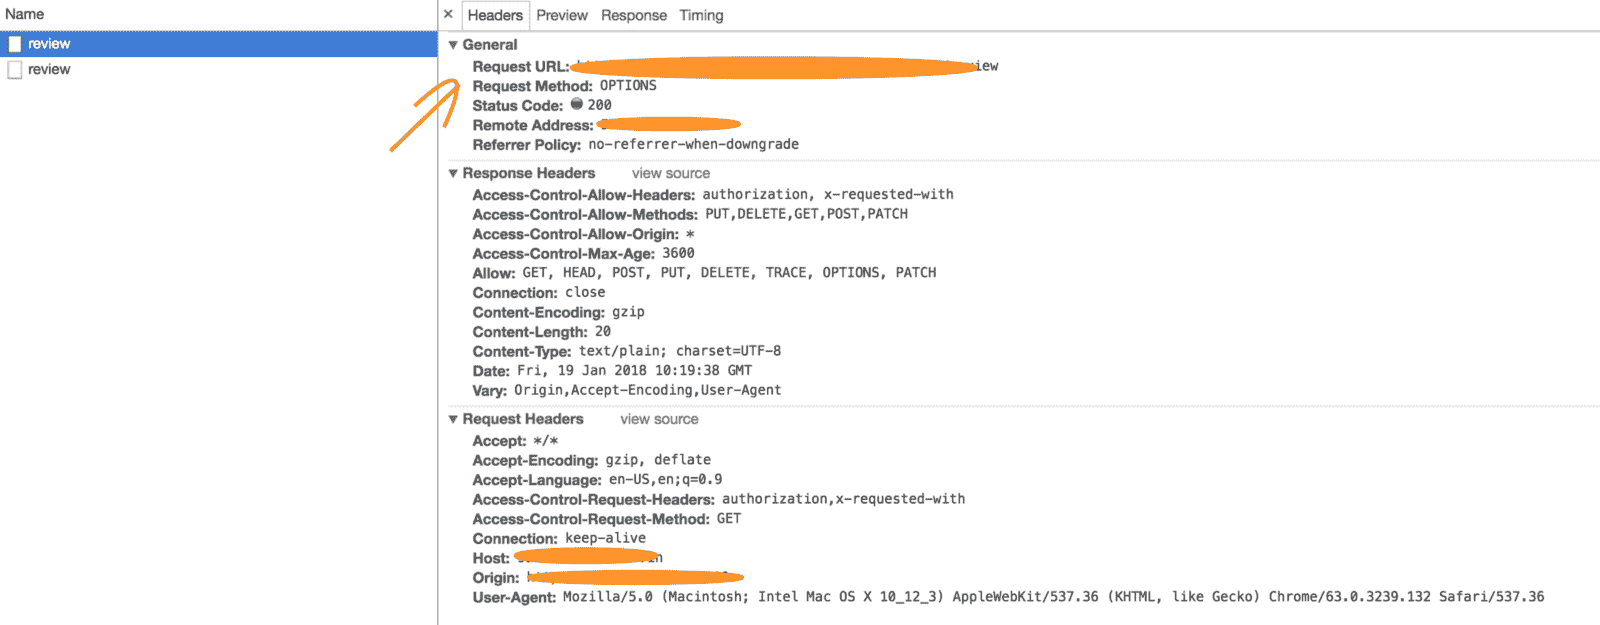 Name
review
review
× Headers Preview Response Timing
▼ General
Request URL: iew
Request Method: OPTIONS
Status Code: 200
Remote Address:
Referrer Policy: no-referrer-when-downgrade
▼ Response Headers view source
Access-Control-Allow-Headers: authorization, x-requested-with
Access-Control-Allow-Methods: PUT,DELETE,GET,POST,PATCH
Access-Control-Allow-Origin: *
Access-Control-Max-Age: 3600
Allow: GET, HEAD, POST, PUT, DELETE, TRACE, OPTIONS, PATCH
Connection: close
Content-Encoding: gzip
Content-Length: 20
Content-Type: text/plain; charset=UTF-8
Date: Fri, 19 Jan 2018 10:19:38 GMT
Vary: Origin,Accept-Encoding,User-Agent
▼ Request Headers view source
Accept: */*
Accept-Encoding: gzip, deflate
Accept-Language: en-US,en;q=0.9
Access-Control-Request-Headers: authorization,x-requested-with
Access-Control-Request-Method: GET
Connection: keep-alive
Host:
Origin:
User-Agent: Mozilla/5.0 (Macintosh; Intel Mac OS X 10_12_3) AppleWebKit/537.36 (KHTML, like Gecko) Chrome/63.0.3239.132 Safari/537.36